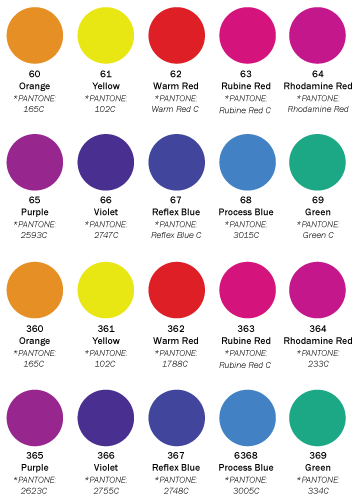 60 61 62 63 64
Orange Yellow Warm Red Rubine Red Rhodamine Red
*PANTONE: *PANTONE: *PANTONE: *PANTONE: *PANTONE:
165C 102C Warm Red C Rubine Red C Rhodamine Red
65 66 67 68 69
Purple Violet Reflex Blue Process Blue Green
*PANTONE: *PANTONE: *PANTONE: *PANTONE: *PANTONE:
2593C 2747C Reflex Blue C 3015C Green C
360 361 362 363 364
Orange Yellow Warm Red Rubine Red Rhodamine Red
*PANTONE: *PANTONE: *PANTONE: *PANTONE: *PANTONE:
165C 102C 1788C Rubine Red C 233C
365 366 367 6368 369
Purple Violet Reflex Blue Process Blue Green
*PANTONE: *PANTONE: *PANTONE: *PANTONE: *PANTONE:
2623C 2755C 2748C 3005C 334C